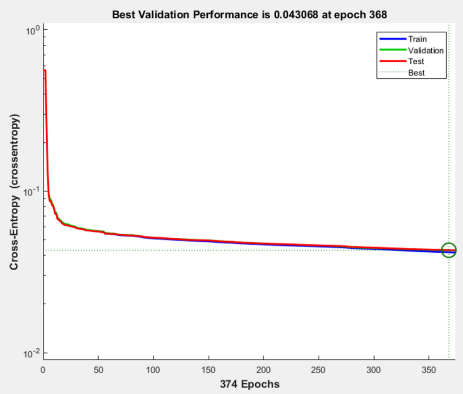 Best Validation Performance is 0.043068 at epoch 368
Cross-Entropy (crossentropy)
10^0
10^-1
10^-2
Train
Validation
Test
Best
0 50 100 150 200 250 300 350
374 Epochs